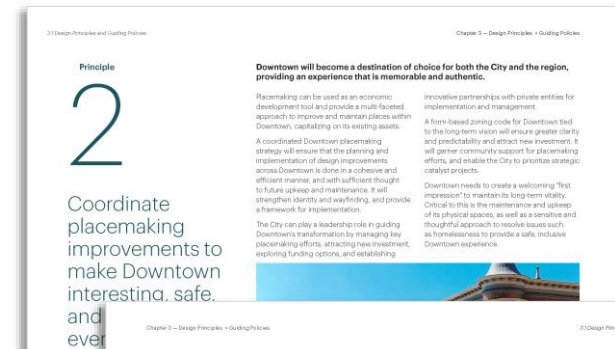 3.1 Design Principles and Guiding Policies
Chapter 3 — Design Principles + Guiding Policies
Principle
2
Coordinate
placemaking
improvements to
make Downtown
interesting, safe,
and
ever
Downtown will become a destination of choice for both the City and the region,
providing an experience that is memorable and authentic.
Placemaking can be used as an economic
development tool and provide a multi-faceted
approach to improve and maintain places within
Downtown, capitalizing on its existing assets.
A coordinated Downtown placemaking
strategy will ensure that the planning and
implementation of design improvements
across Downtown is done in a cohesive and
efficient manner, and with sufficient thought
to future upkeep and maintenance. It will
strengthen identity and wayfinding, and provide
a framework for implementation.
The City can play a leadership role in guiding
Downtown's transformation by managing key
placemaking efforts, attracting new investment,
exploring funding options, and establishing
innovative partnerships with private entities for
implementation and management.
A form-based zoning code for Downtown tied
to the long-term vision will ensure greater clarity
and predictability and attract new investment. It
will garner community support for placemaking
efforts, and enable the City to prioritize strategic
catalyst projects.
Downtown needs to create a welcoming "first
impression" to maintain its long-term vitality.
Critical to this is the maintenance and upkeep
of its physical spaces, as well as a sensitive and
thoughtful approach to resolve issues such
as homelessness to provide a safe, inclusive
Downtown experience.
Chapter 3 — Design Principles + Guiding Policies
3.1 Design Prin